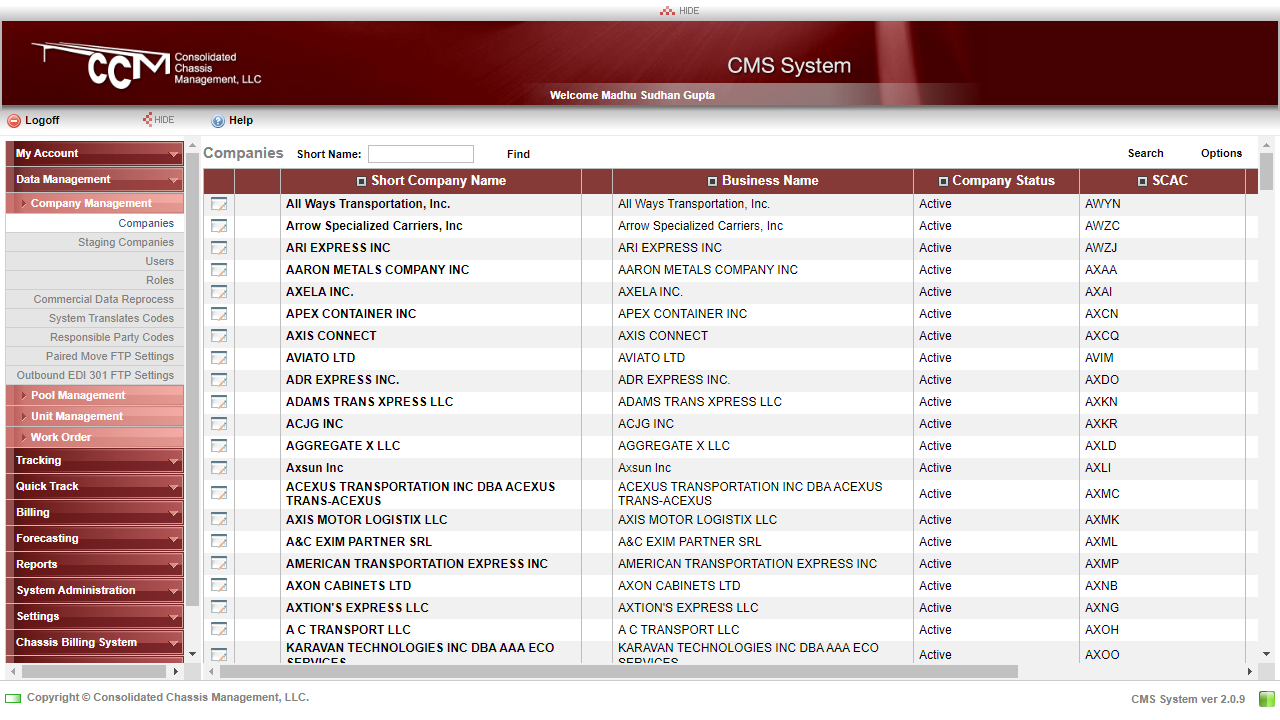 HIDE
CCM Consolidated
Chassis
Management, LLC
CMS System
Welcome Madhu Sudhan Gupta
Logoff HIDE Help
My Account
Data Management
Company Management
Companies
Staging Companies
Users
Roles
Commercial Data Reprocess
System Translates Codes
Responsible Party Codes
Paired Move FTP Settings
Outbound EDI 301 FTP Settings
Pool Management
Unit Management
Work Order
Tracking
Quick Track
Billing
Forecasting
Reports
System Administration
Settings
Chassis Billing System
Companies Short Name: Find Search Options
Short Company Name Business Name Company Status SCAC
All Ways Transportation, Inc. All Ways Transportation, Inc. Active AWYN
Arrow Specialized Carriers, Inc Arrow Specialized Carriers, Inc Active AWZC
ARI EXPRESS INC ARI EXPRESS INC Active AWZJ
AARON METALS COMPANY INC AARON METALS COMPANY INC Active AXAA
AXELA INC. AXELA INC. Active AXAI
APEX CONTAINER INC APEX CONTAINER INC Active AXCN
AXIS CONNECT AXIS CONNECT Active AXCQ
AVIATO LTD AVIATO LTD Active AVIM
ADR EXPRESS INC. ADR EXPRESS INC. Active AXDO
ADAMS TRANS XPRESS LLC ADAMS TRANS XPRESS LLC Active AXKN
ACJG INC ACJG INC Active AXKR
AGGREGATE X LLC AGGREGATE X LLC Active AXLD
Axsun Inc Axsun Inc Active AXLI
ACEXUS TRANSPORTATION INC DBA ACEXUS ACEXUS TRANSPORTATION INC DBA ACEXUS Active AXMC
TRANS-ACEXUS TRANS-ACEXUS
AXIS MOTOR LOGISTIX LLC AXIS MOTOR LOGISTIX LLC Active AXMK
A&C EXIM PARTNER SRL A&C EXIM PARTNER SRL Active AXML
AMERICAN TRANSPORTATION EXPRESS INC AMERICAN TRANSPORTATION EXPRESS INC Active AXMP
AXON CABINETS LTD AXON CABINETS LTD Active AXNB
AXTION'S EXPRESS LLC AXTION'S EXPRESS LLC Active AXNG
A C TRANSPORT LLC A C TRANSPORT LLC Active AXOH
KARAVAN TECHNOLOGIES INC DBA AAA ECO KARAVAN TECHNOLOGIES INC DBA AAA ECO Active AXOO
SERVICES SERVICES
Copyright © Consolidated Chassis Management, LLC. CMS System ver 2.0.9